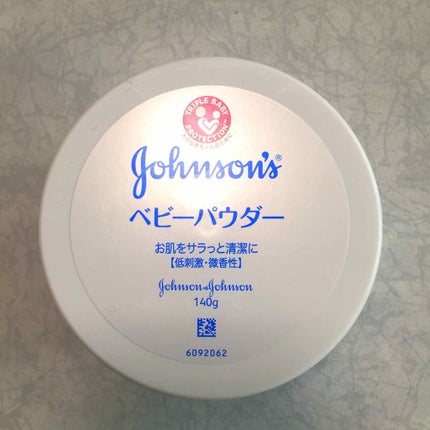 TRIPLE BABY
PROTECTION
Johnson's®
ベビーパウダー
お肌をサラっと清潔に
【低刺激・微香性】
Johnson+Johnson
140g
6092062